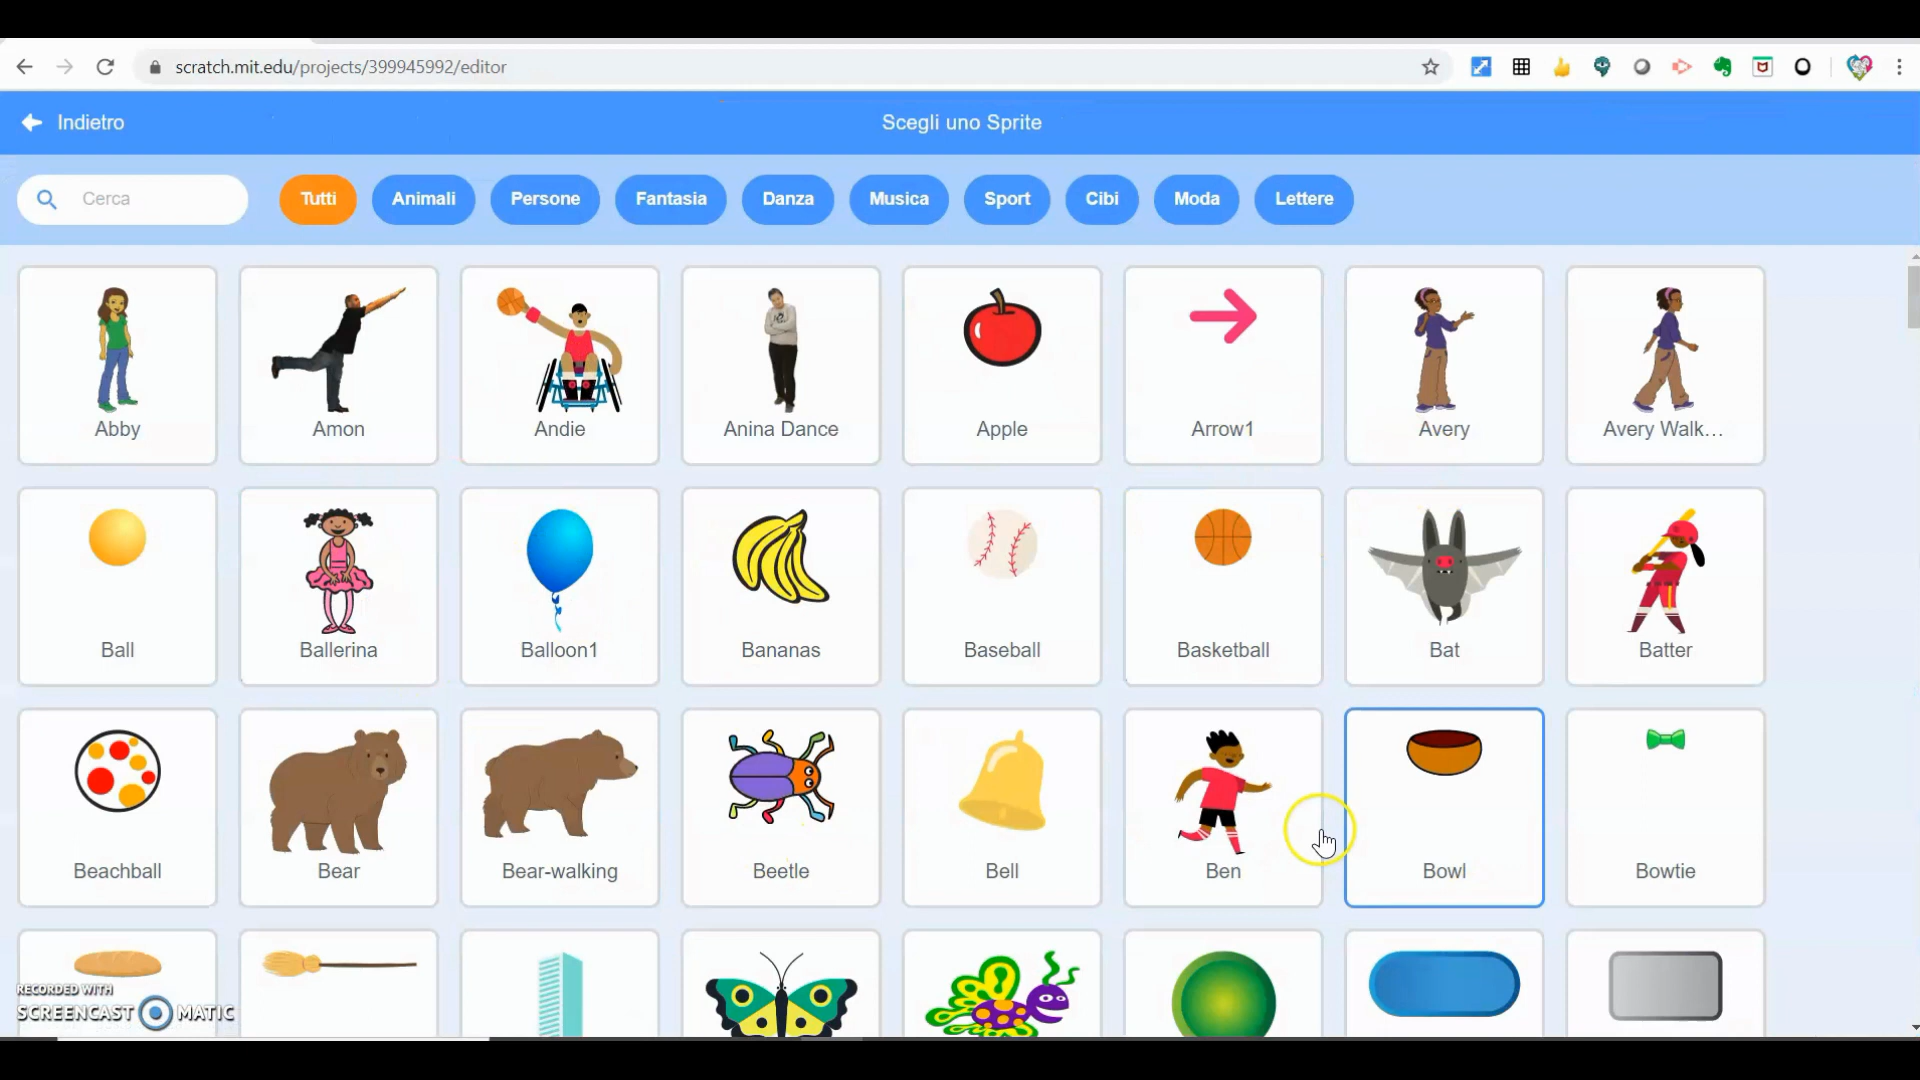 scratch.mit.edu/projects/399945992/editor
Indietro
Scegli uno Sprite
Cerca
Tutti
Animali
Persone
Fantasia
Danza
Musica
Sport
Cibi
Moda
Lettere
Abby
Amon
Andie
Anina Dance
Apple
Arrow1
Avery
Avery Walk...
Ball
Ballerina
Balloon1
Bananas
Baseball
Basketball
Bat
Batter
Beachball
Bear
Bear-walking
Beetle
Bell
Ben
Bowl
Bowtie
RECORDED WITH
SCREENCAST MATIC